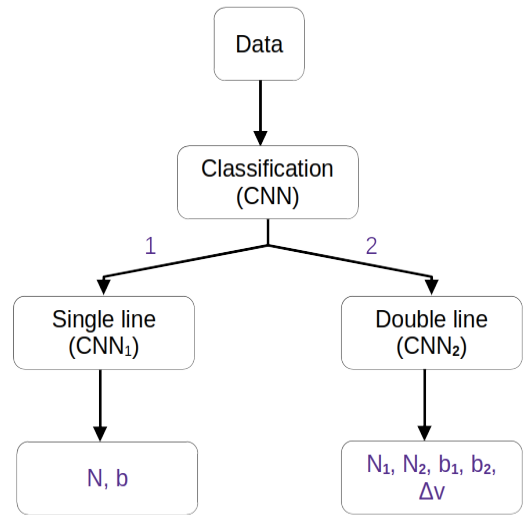 Data
Classification
(CNN)
1
2
Single line
(CNN₁)
Double line
(CNN₂)
N, b
N₁, N₂, b₁, b₂,
Δv